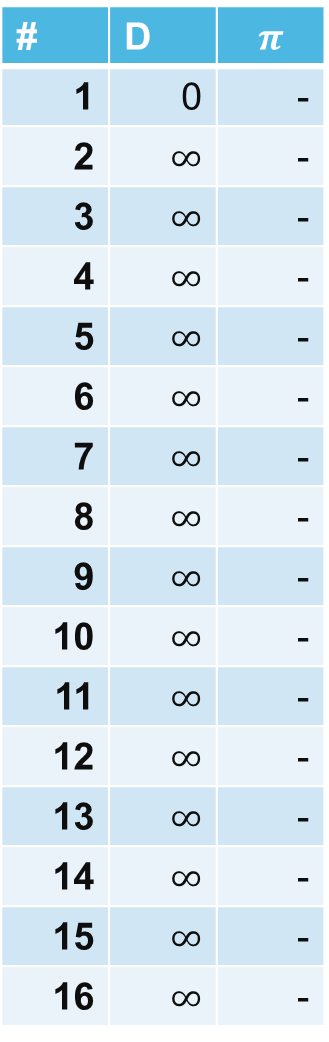 # D π
1 0 -
2 ∞ -
3 ∞ -
4 ∞ -
5 ∞ -
6 ∞ -
7 ∞ -
8 ∞ -
9 ∞ -
10 ∞ -
11 ∞ -
12 ∞ -
13 ∞ -
14 ∞ -
15 ∞ -
16 ∞ -